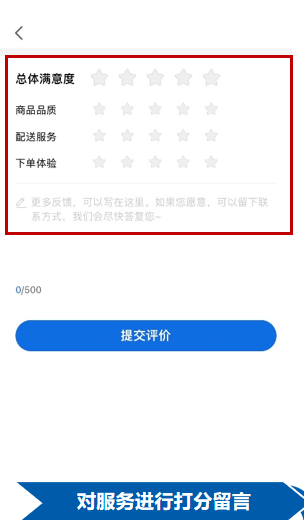 总体满意度
商品品质
配送服务
下单体验
更多反馈，可以写在这里，如果您愿意，可以留下联
系方式，我们会尽快答复您~
0/500
提交评价
对服务进行打分留言